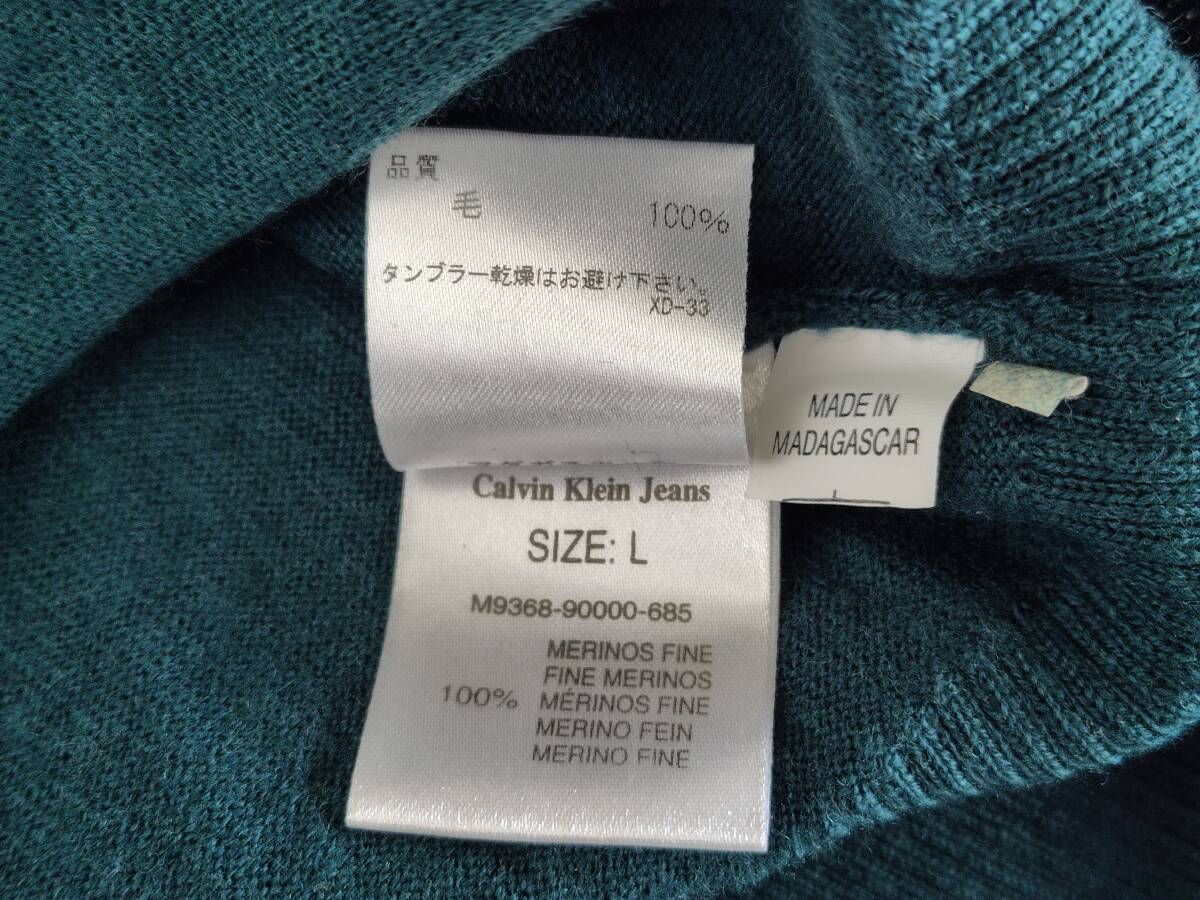 品質
毛 100%
タンブラー乾燥はお避け下さい。
XD-33
MADE IN
MADAGASCAR
Calvin Klein Jeans
SIZE: L
M9368-90000-685
MERINOS FINE
FINE MERINOS
100% MÉRINOS FINE
MERINO FEIN
MERINO FINE